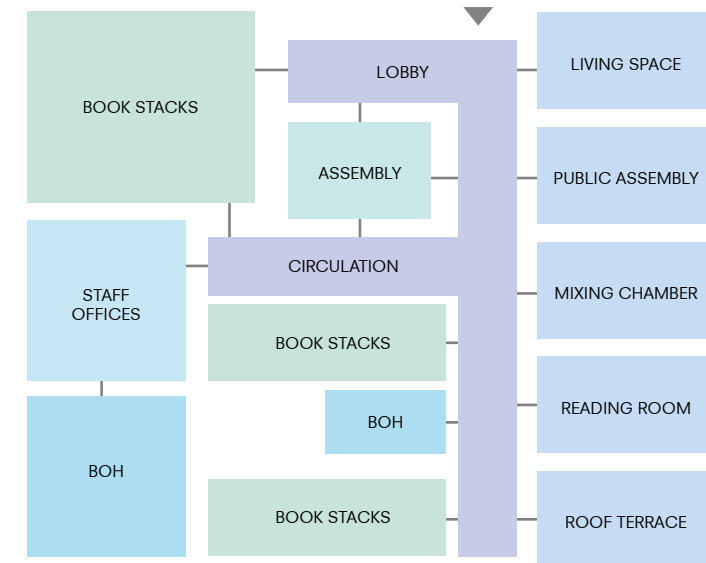 BOOK STACKS
LOBBY
LIVING SPACE
ASSEMBLY
PUBLIC ASSEMBLY
STAFF
OFFICES
CIRCULATION
MIXING CHAMBER
BOOK STACKS
READING ROOM
BOH
BOH
BOOK STACKS
ROOF TERRACE